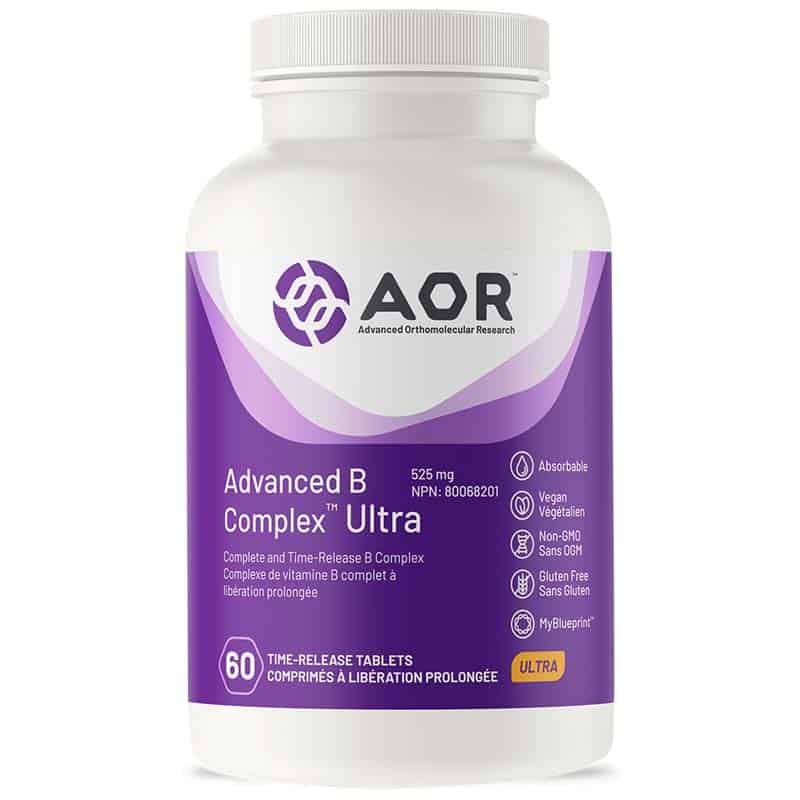 AOR™
Advanced Orthomolecular Research
Advanced B
Complex™ Ultra
525 mg
NPN: 80068201
Complete and Time-Release B Complex
Complexe de vitamine B complet à
libération prolongée
Absorbable
Vegan
Végétalien
Non-GMO
Sans OGM
Gluten Free
Sans Gluten
MyBlueprint™
60
TIME-RELEASE TABLETS
COMPRIMÉS À LIBÉRATION PROLONGÉE
ULTRA